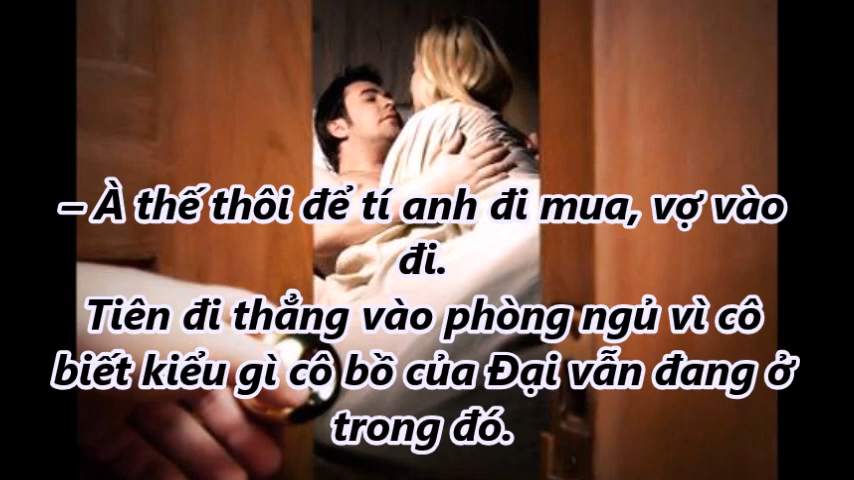 – À thế thôi để tí anh đi mua, vợ vào
đi.
Tiên đi thẳng vào phòng ngủ vì cô
biết kiểu gì cô bồ của Đại vẫn đang ở
trong đó.